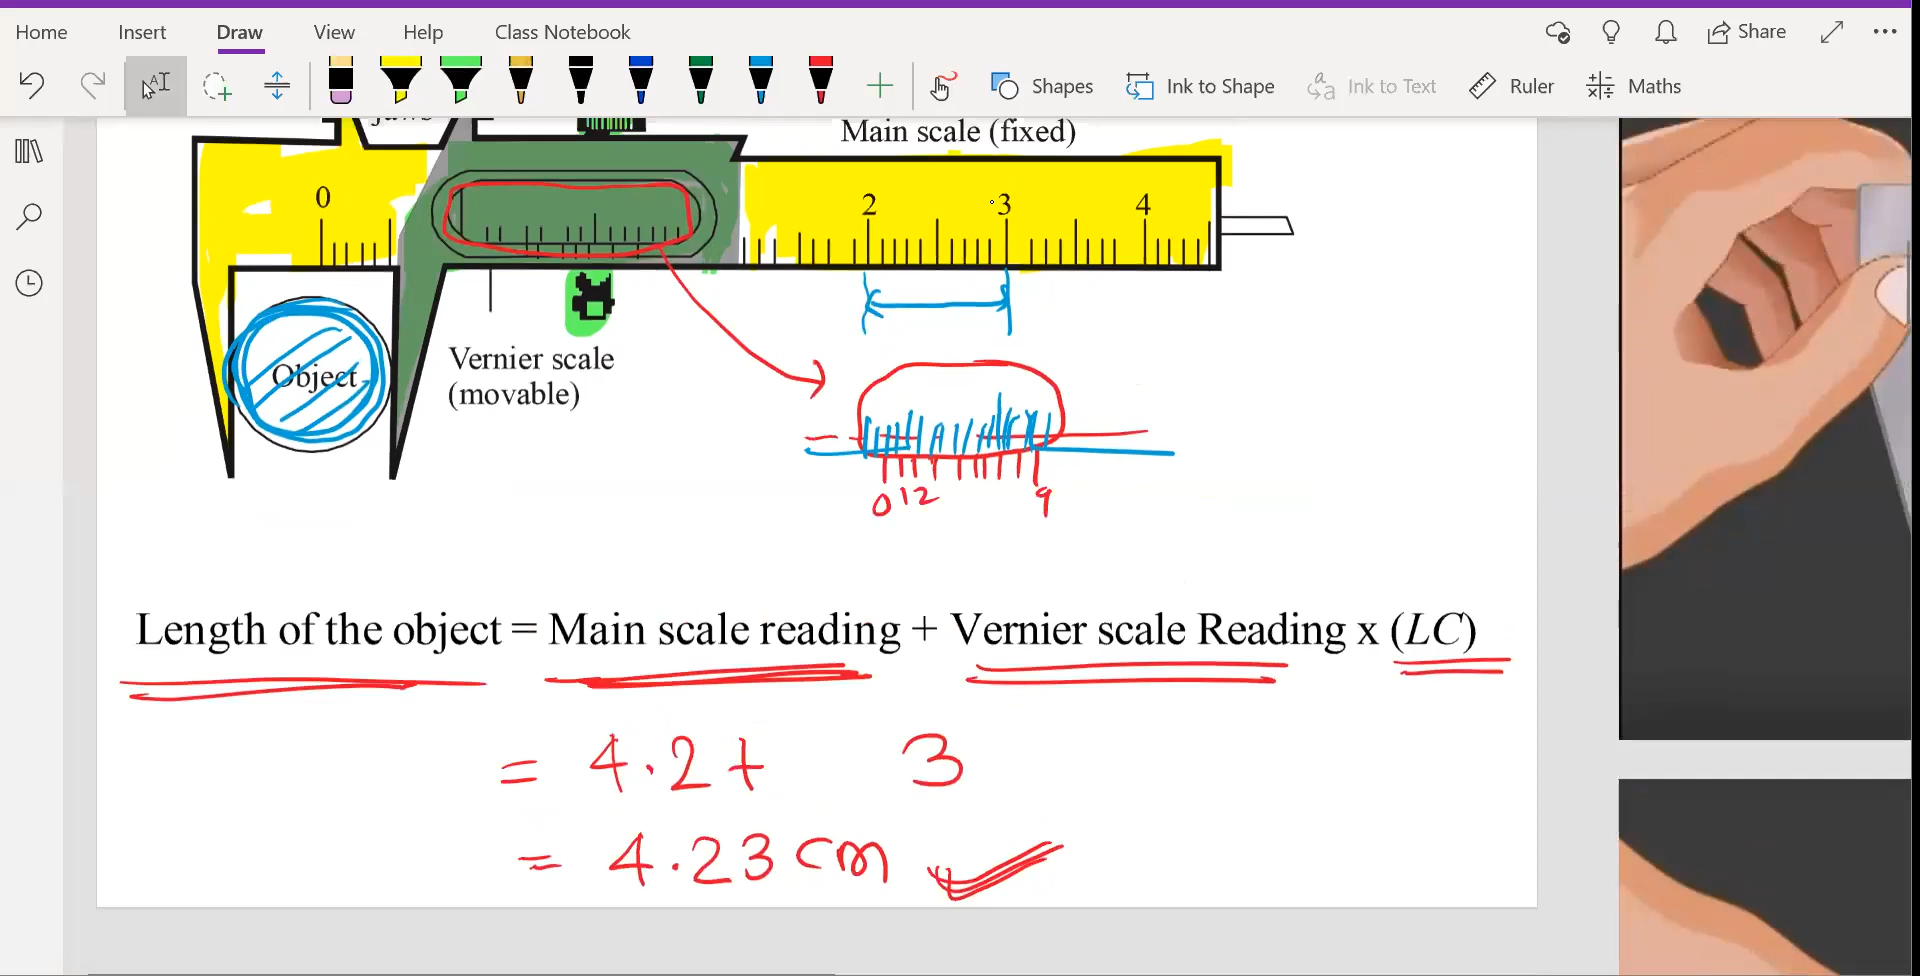 Home Insert Draw View Help Class Notebook Share
Shapes Ink to Shape Ink to Text Ruler Maths
jaws
Main scale (fixed)
0 2 3 4
Object
Vernier scale
(movable)
0 1 2 9
Length of the object = Main scale reading + Vernier scale Reading x (LC)
= 4.2 + 3
= 4.23 cm